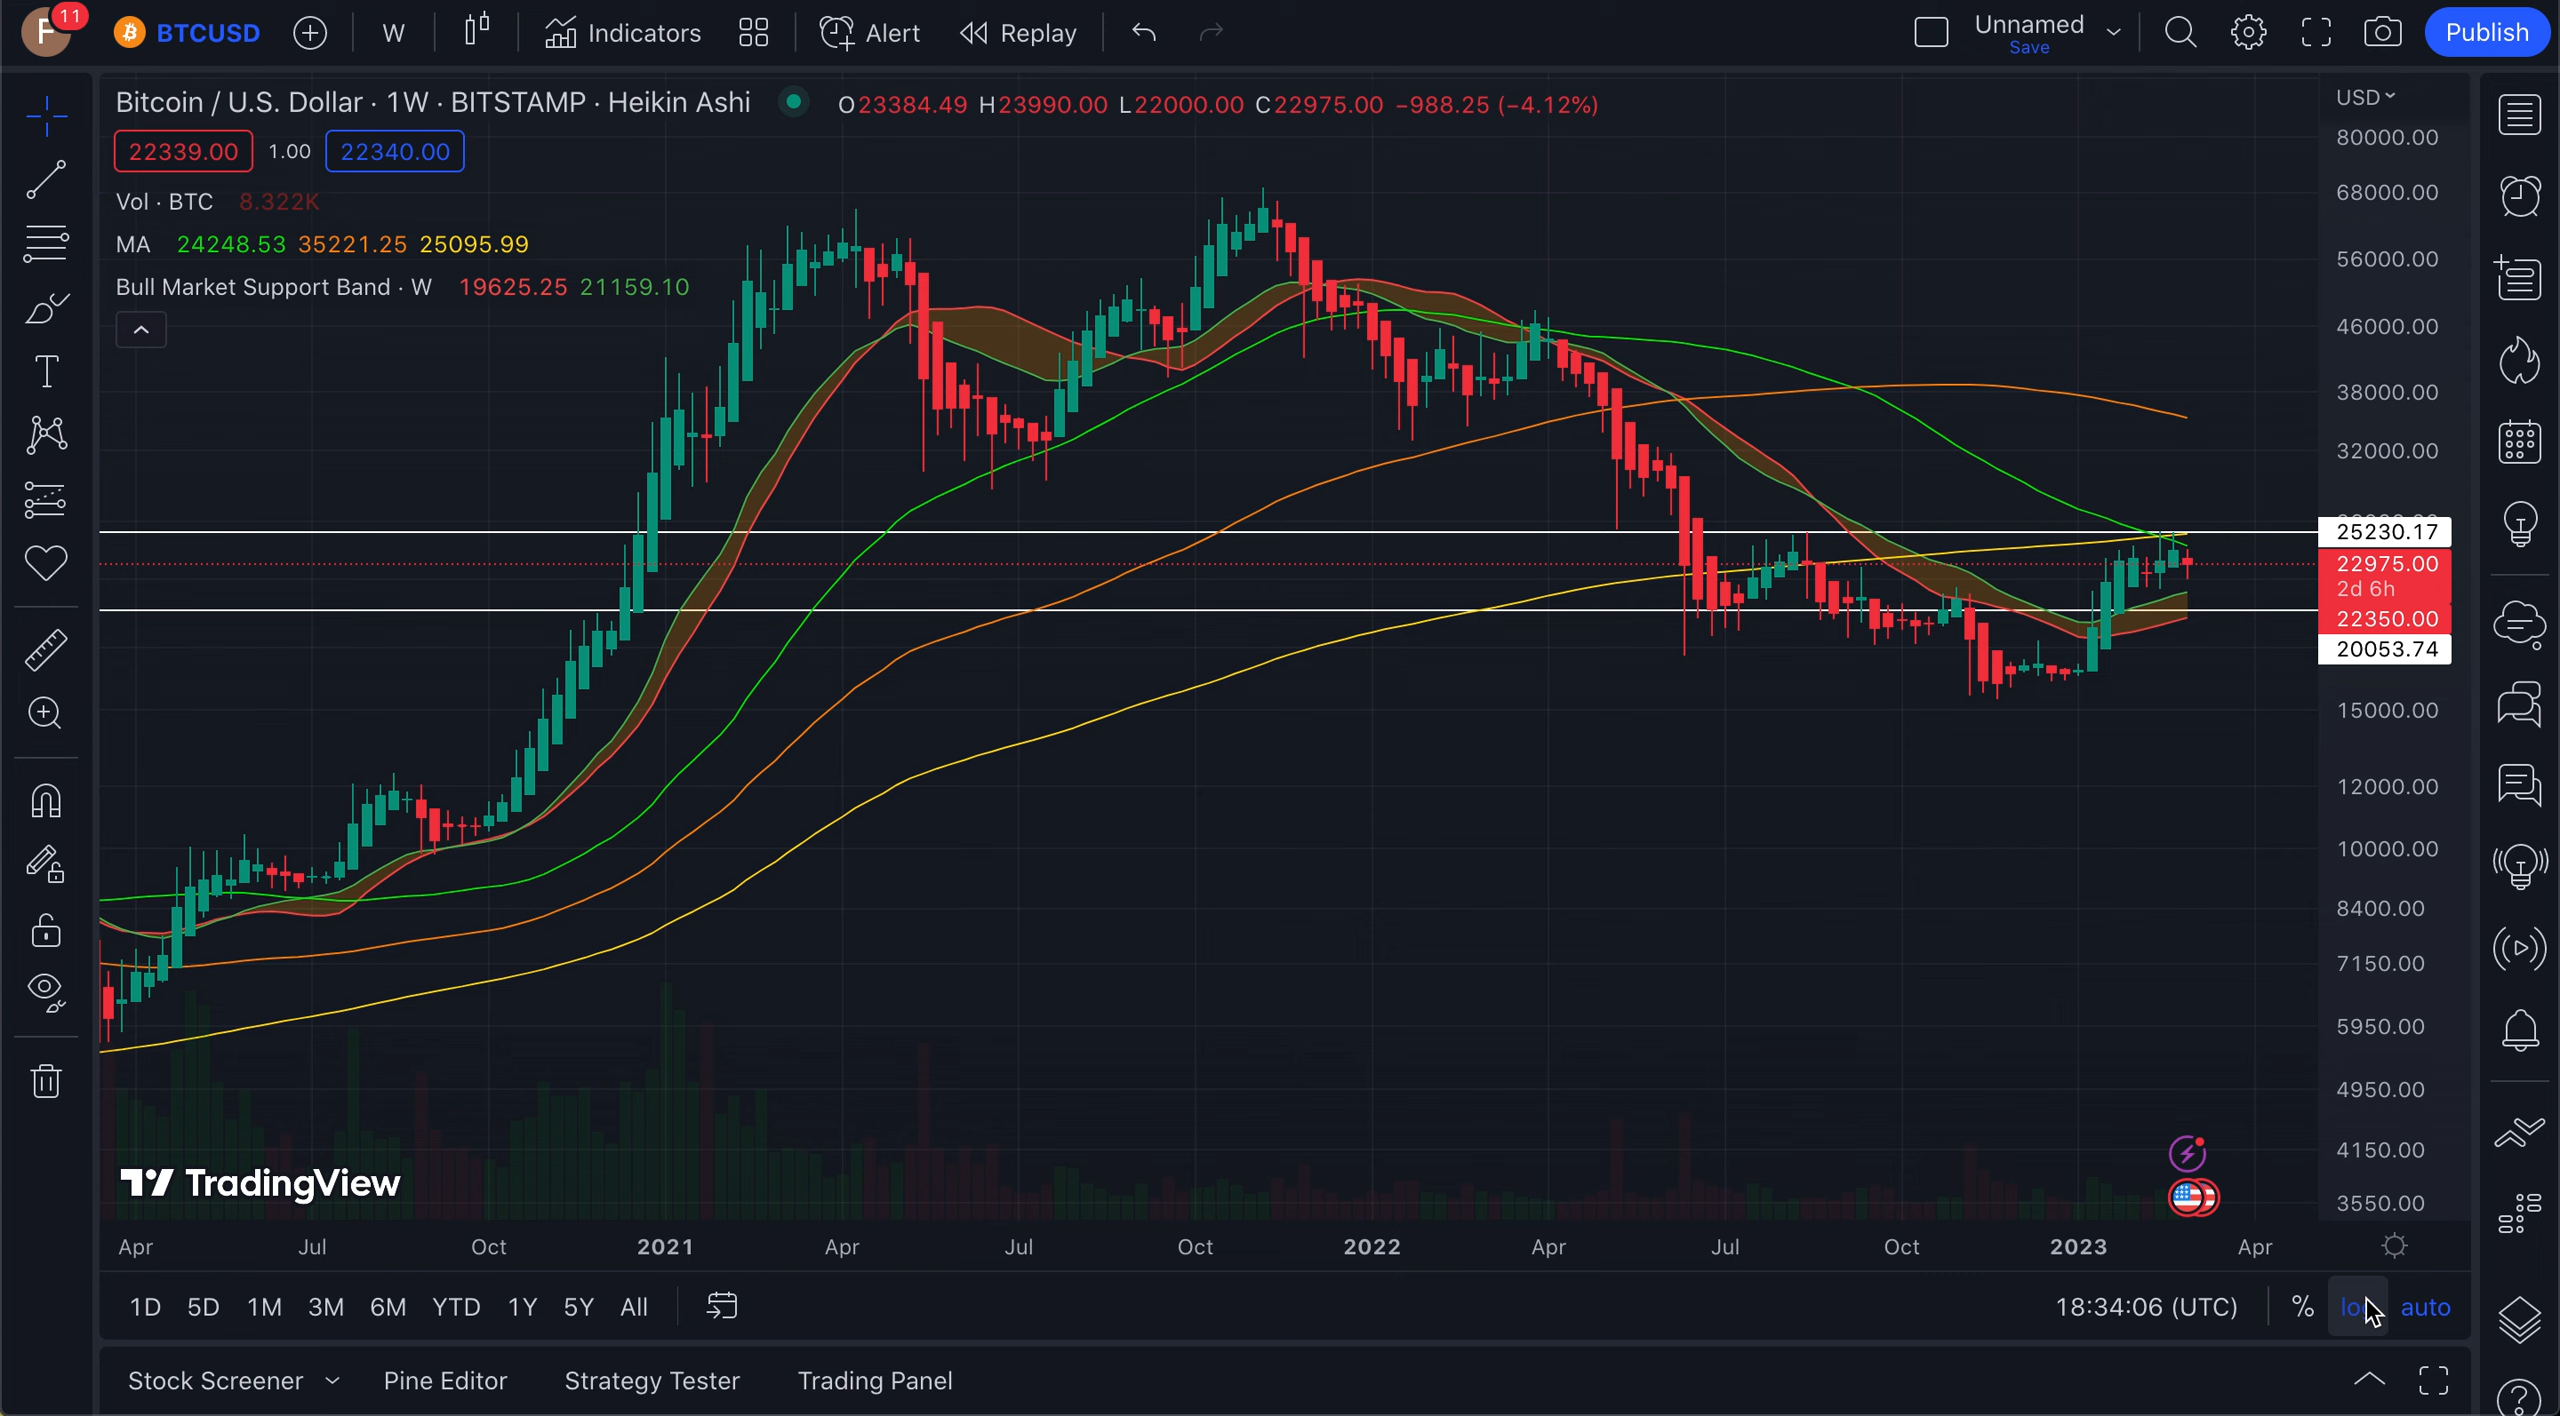 F 11 BTCUSD W Indicators Alert Replay Unnamed Publish
Save
Bitcoin / U.S. Dollar · 1W · BITSTAMP · Heikin Ashi O23384.49 H23990.00 L22000.00 C22975.00 −988.25 (−4.12%)
22339.00 1.00 22340.00
Vol · BTC 8.322K
MA 24248.53 35221.25 25095.99
Bull Market Support Band · W 19625.25 21159.10
USD
80000.00
68000.00
56000.00
46000.00
38000.00
32000.00
25230.17
22975.00
2d 6h
22350.00
20053.74
15000.00
12000.00
10000.00
8400.00
7150.00
5950.00
4950.00
4150.00
3550.00
TradingView
Apr Jul Oct 2021 Apr Jul Oct 2022 Apr Jul Oct 2023 Apr
1D 5D 1M 3M 6M YTD 1Y 5Y All 18:34:06 (UTC) % auto
Stock Screener Pine Editor Strategy Tester Trading Panel